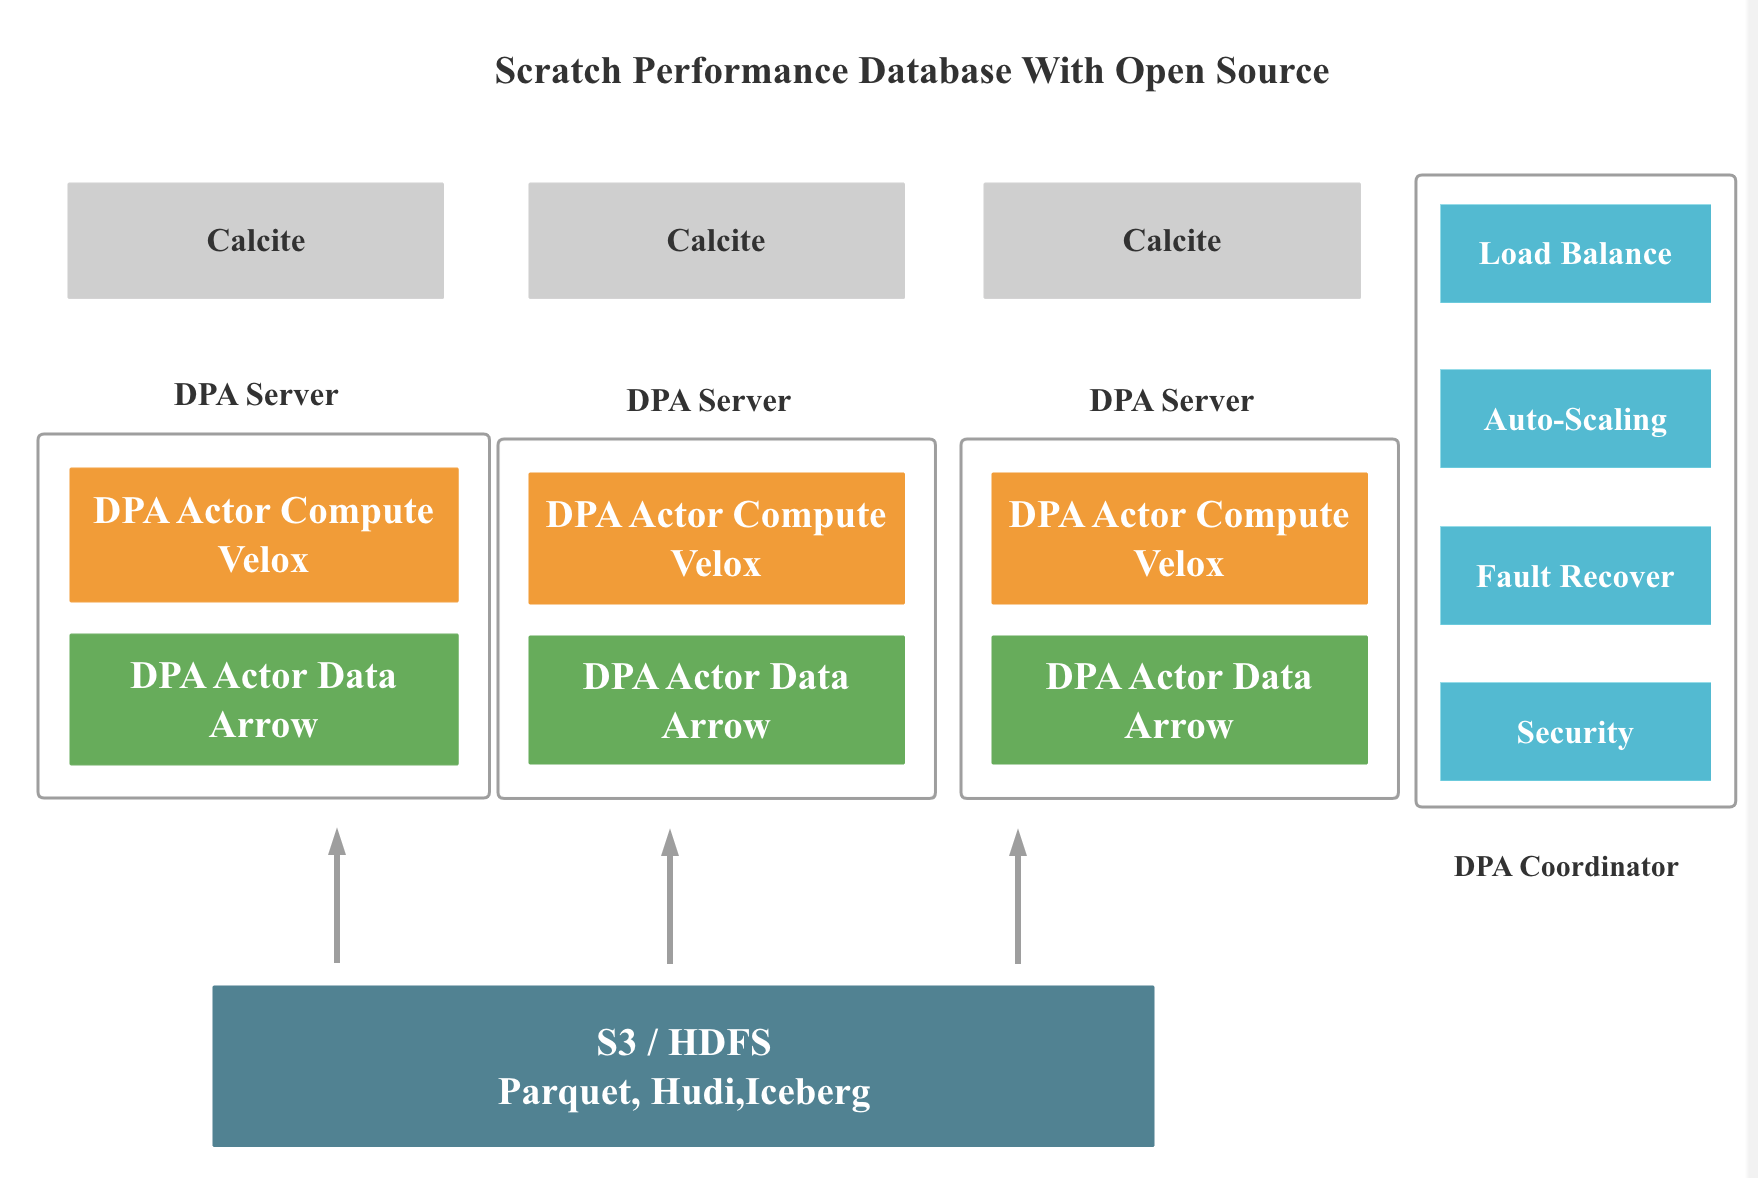 Scratch Performance Database With Open Source
Calcite
Calcite
Calcite
DPA Server
DPA Server
DPA Server
DPA Actor Compute
Velox
DPA Actor Data
Arrow
DPA Actor Compute
Velox
DPA Actor Data
Arrow
DPA Actor Compute
Velox
DPA Actor Data
Arrow
Load Balance
Auto-Scaling
Fault Recover
Security
DPA Coordinator
S3 / HDFS
Parquet, Hudi,Iceberg